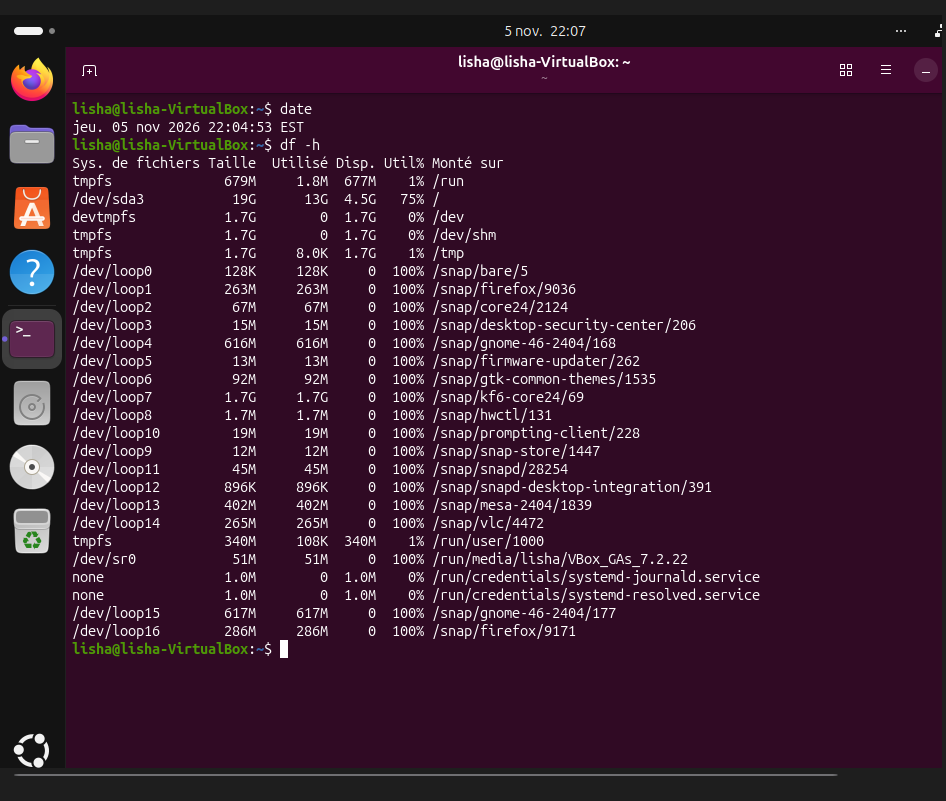 5 nov. 22:07
lisha@lisha-VirtualBox: ~
~
lisha@lisha-VirtualBox:~$ date
jeu. 05 nov 2026 22:04:53 EST
lisha@lisha-VirtualBox:~$ df -h
Sys. de fichiers Taille  Utilisé Disp. Util% Monté sur
tmpfs              679M     1.8M  677M    1% /run
/dev/sda3           19G      13G  4.5G   75% /
devtmpfs           1.7G        0  1.7G    0% /dev
tmpfs              1.7G        0  1.7G    0% /dev/shm
tmpfs              1.7G     8.0K  1.7G    1% /tmp
/dev/loop0         128K     128K     0  100% /snap/bare/5
/dev/loop1         263M     263M     0  100% /snap/firefox/9036
/dev/loop2          67M      67M     0  100% /snap/core24/2124
/dev/loop3          15M      15M     0  100% /snap/desktop-security-center/206
/dev/loop4         616M     616M     0  100% /snap/gnome-46-2404/168
/dev/loop5          13M      13M     0  100% /snap/firmware-updater/262
/dev/loop6          92M      92M     0  100% /snap/gtk-common-themes/1535
/dev/loop7         1.7G     1.7G     0  100% /snap/kf6-core24/69
/dev/loop8         1.7M     1.7M     0  100% /snap/hwctl/131
/dev/loop10         19M      19M     0  100% /snap/prompting-client/228
/dev/loop9          12M      12M     0  100% /snap/snap-store/1447
/dev/loop11         45M      45M     0  100% /snap/snapd/28254
/dev/loop12        896K     896K     0  100% /snap/snapd-desktop-integration/391
/dev/loop13        402M     402M     0  100% /snap/mesa-2404/1839
/dev/loop14        265M     265M     0  100% /snap/vlc/4472
tmpfs              340M     108K  340M    1% /run/user/1000
/dev/sr0            51M      51M     0  100% /run/media/lisha/VBox_GAs_7.2.22
none               1.0M        0  1.0M    0% /run/credentials/systemd-journald.service
none               1.0M        0  1.0M    0% /run/credentials/systemd-resolved.service
/dev/loop15        617M     617M     0  100% /snap/gnome-46-2404/177
/dev/loop16        286M     286M     0  100% /snap/firefox/9171
lisha@lisha-VirtualBox:~$